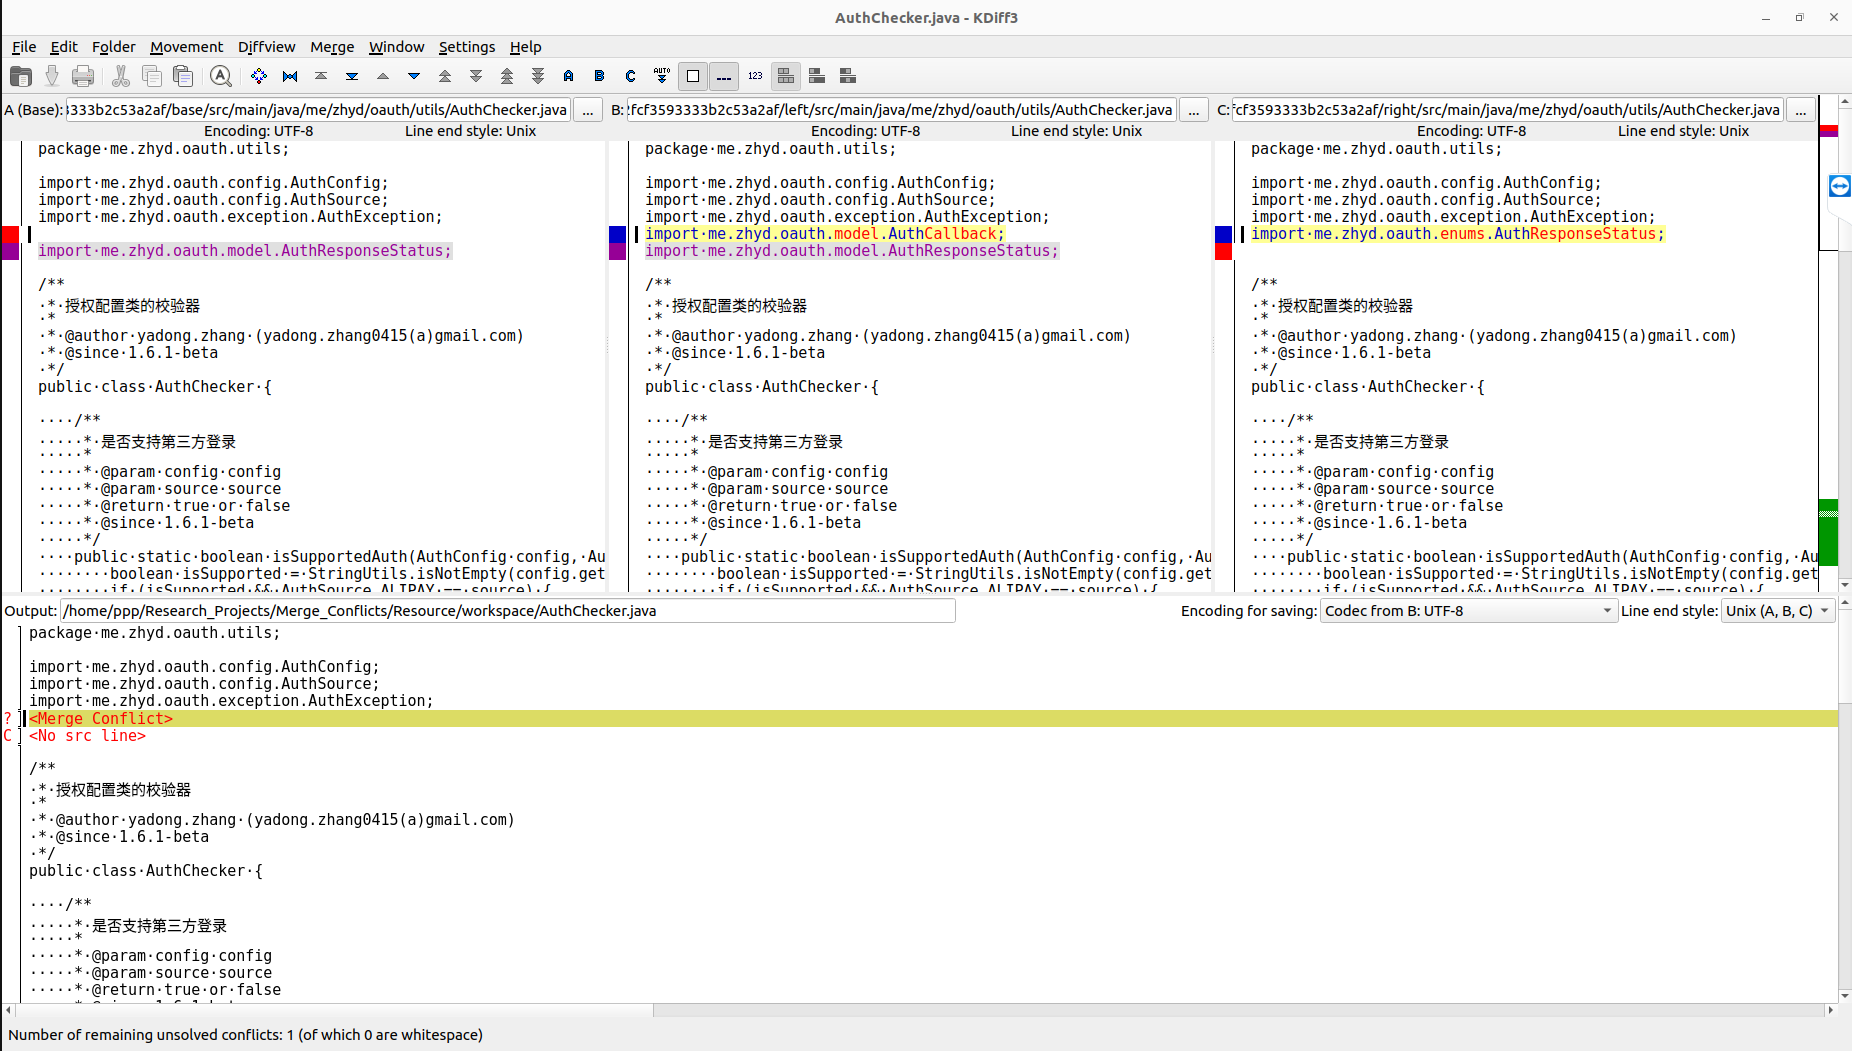 AuthChecker.java - KDiff3
File Edit Folder Movement Diffview Merge Window Settings Help
A B C AUTO --- 123
A (Base): 3333b2c53a2af/base/src/main/java/me/zhyd/oauth/utils/AuthChecker.java ...
Encoding: UTF-8 Line end style: Unix
package·me.zhyd.oauth.utils;
import·me.zhyd.oauth.config.AuthConfig;
import·me.zhyd.oauth.config.AuthSource;
import·me.zhyd.oauth.exception.AuthException;
import·me.zhyd.oauth.model.AuthResponseStatus;
/**
·*·授权配置类的校验器
·*
·*·@author·yadong.zhang·(yadong.zhang0415(a)gmail.com)
·*·@since·1.6.1-beta
·*/
public·class·AuthChecker·{
····/**
·····*·是否支持第三方登录
·····*
·····*·@param·config·config
·····*·@param·source·source
·····*·@return·true·or·false
·····*·@since·1.6.1-beta
·····*/
····public·static·boolean·isSupportedAuth(AuthConfig·config,·Au
········boolean·isSupported·=·StringUtils.isNotEmpty(config.get
········if·(isSupported·&&·AuthSource.ALIPAY·==·source)·{
B: fcf3593333b2c53a2af/left/src/main/java/me/zhyd/oauth/utils/AuthChecker.java ...
Encoding: UTF-8 Line end style: Unix
package·me.zhyd.oauth.utils;
import·me.zhyd.oauth.config.AuthConfig;
import·me.zhyd.oauth.config.AuthSource;
import·me.zhyd.oauth.exception.AuthException;
import·me.zhyd.oauth.model.AuthCallback;
import·me.zhyd.oauth.model.AuthResponseStatus;
/**
·*·授权配置类的校验器
·*
·*·@author·yadong.zhang·(yadong.zhang0415(a)gmail.com)
·*·@since·1.6.1-beta
·*/
public·class·AuthChecker·{
····/**
·····*·是否支持第三方登录
·····*
·····*·@param·config·config
·····*·@param·source·source
·····*·@return·true·or·false
·····*·@since·1.6.1-beta
·····*/
····public·static·boolean·isSupportedAuth(AuthConfig·config,·Au
········boolean·isSupported·=·StringUtils.isNotEmpty(config.get
········if·(isSupported·&&·AuthSource.ALIPAY·==·source)·{
C: fcf3593333b2c53a2af/right/src/main/java/me/zhyd/oauth/utils/AuthChecker.java ...
Encoding: UTF-8 Line end style: Unix
package·me.zhyd.oauth.utils;
import·me.zhyd.oauth.config.AuthConfig;
import·me.zhyd.oauth.config.AuthSource;
import·me.zhyd.oauth.exception.AuthException;
import·me.zhyd.oauth.enums.AuthResponseStatus;
/**
·*·授权配置类的校验器
·*
·*·@author·yadong.zhang·(yadong.zhang0415(a)gmail.com)
·*·@since·1.6.1-beta
·*/
public·class·AuthChecker·{
····/**
·····*·是否支持第三方登录
·····*
·····*·@param·config·config
·····*·@param·source·source
·····*·@return·true·or·false
·····*·@since·1.6.1-beta
·····*/
····public·static·boolean·isSupportedAuth(AuthConfig·config,·Au
········boolean·isSupported·=·StringUtils.isNotEmpty(config.get
········if·(isSupported·&&·AuthSource.ALIPAY·==·source)·{
Output: /home/ppp/Research_Projects/Merge_Conflicts/Resource/workspace/AuthChecker.java Encoding for saving: Codec from B: UTF-8 Line end style: Unix (A, B, C)
package·me.zhyd.oauth.utils;
import·me.zhyd.oauth.config.AuthConfig;
import·me.zhyd.oauth.config.AuthSource;
import·me.zhyd.oauth.exception.AuthException;
? <Merge Conflict>
C <No src line>
/**
·*·授权配置类的校验器
·*
·*·@author·yadong.zhang·(yadong.zhang0415(a)gmail.com)
·*·@since·1.6.1-beta
·*/
public·class·AuthChecker·{
····/**
·····*·是否支持第三方登录
·····*
·····*·@param·config·config
·····*·@param·source·source
·····*·@return·true·or·false
Number of remaining unsolved conflicts: 1 (of which 0 are whitespace)